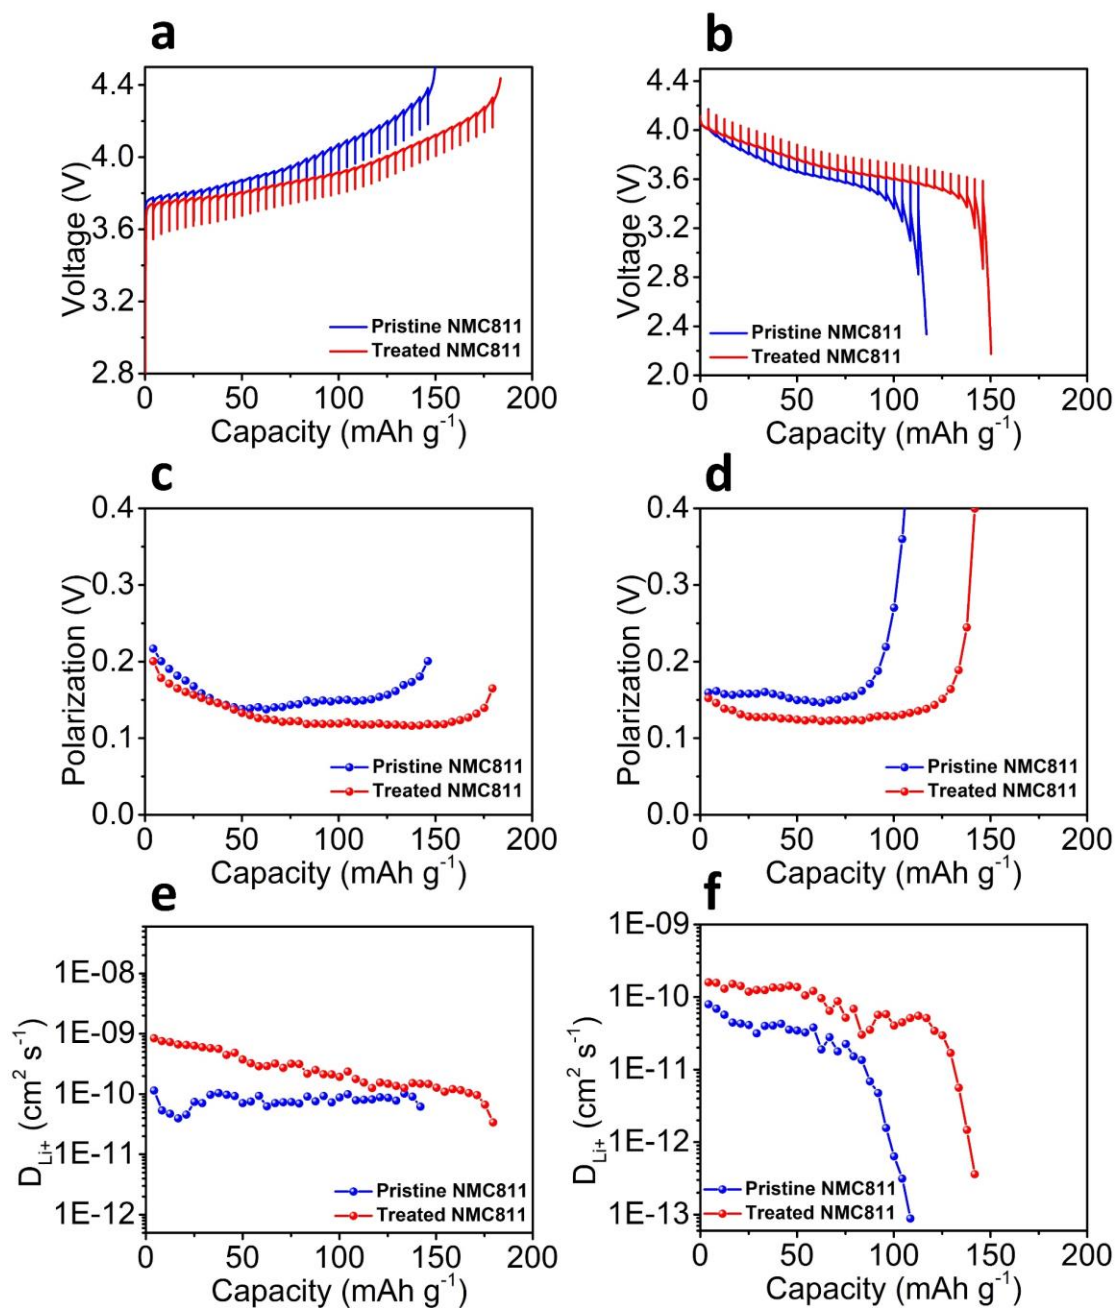 a
4.4
4.0
3.6
3.2
2.8
Voltage (V)
Pristine NMC811
Treated NMC811
0 50 100 150 200
Capacity (mAh g⁻¹)
b
4.4
4.0
3.6
3.2
2.8
2.4
2.0
Voltage (V)
Pristine NMC811
Treated NMC811
0 50 100 150 200
Capacity (mAh g⁻¹)
c
0.4
0.3
0.2
0.1
0.0
Polarization (V)
Pristine NMC811
Treated NMC811
0 50 100 150 200
Capacity (mAh g⁻¹)
d
0.4
0.3
0.2
0.1
0.0
Polarization (V)
Pristine NMC811
Treated NMC811
0 50 100 150 200
Capacity (mAh g⁻¹)
e
1E-08
1E-09
1E-10
1E-11
1E-12
D_Li+ (cm² s⁻¹)
Pristine NMC811
Treated NMC811
0 50 100 150 200
Capacity (mAh g⁻¹)
f
1E-09
1E-10
1E-11
1E-12
1E-13
D_Li+ (cm² s⁻¹)
Pristine NMC811
Treated NMC811
0 50 100 150 200
Capacity (mAh g⁻¹)